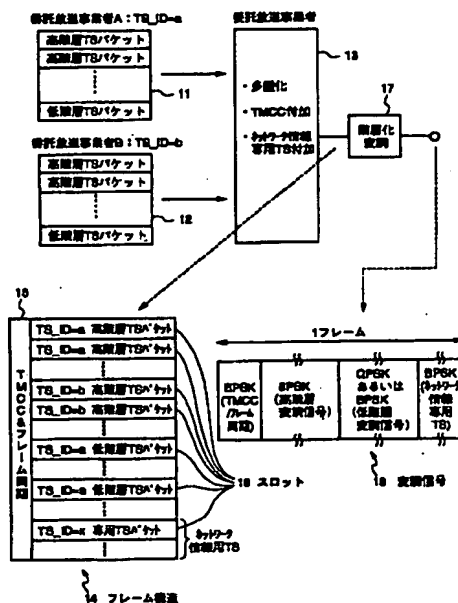 委託放送事業者A:TS_ID=a
高階層TSパケット
高階層TSパケット
低階層TSパケット
11
委託放送事業者B:TS_ID=b
高階層TSパケット
高階層TSパケット
低階層TSパケット
12
委託放送事業者
13
・多重化
・TMCC付加
・ネットワーク情報
専用TS付加
17
階層化
変調
15
TMCC&フレーム同期
TS_ID=a 高階層TSパケット
TS_ID=a 高階層TSパケット
TS_ID=b 高階層TSパケット
TS_ID=b 高階層TSパケット
TS_ID=a 低階層TSパケット
TS_ID=a 低階層TSパケット
TS_ID=x 専用TSパケット
ネットワーク
情報用TS
16 スロット
14 フレーム構造
1フレーム
BPSK
(TMCC
/フレーム
同期)
8PSK
(高階層
変調信号)
QPSK
あるいは
BPSK
(低階層
変調信号)
BPSK
(ネットワーク
情報
専用
TS)
18 変調信号